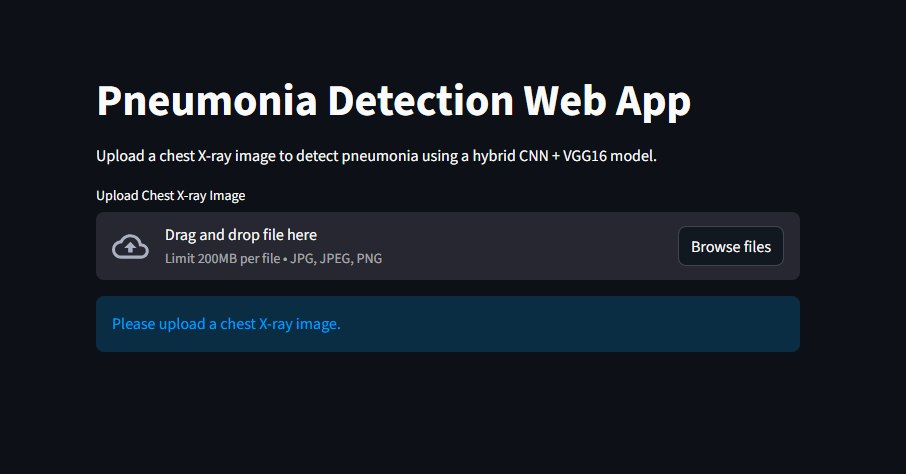 Pneumonia Detection Web App
Upload a chest X-ray image to detect pneumonia using a hybrid CNN + VGG16 model.
Upload Chest X-ray Image
Drag and drop file here
Limit 200MB per file • JPG, JPEG, PNG
Browse files
Please upload a chest X-ray image.